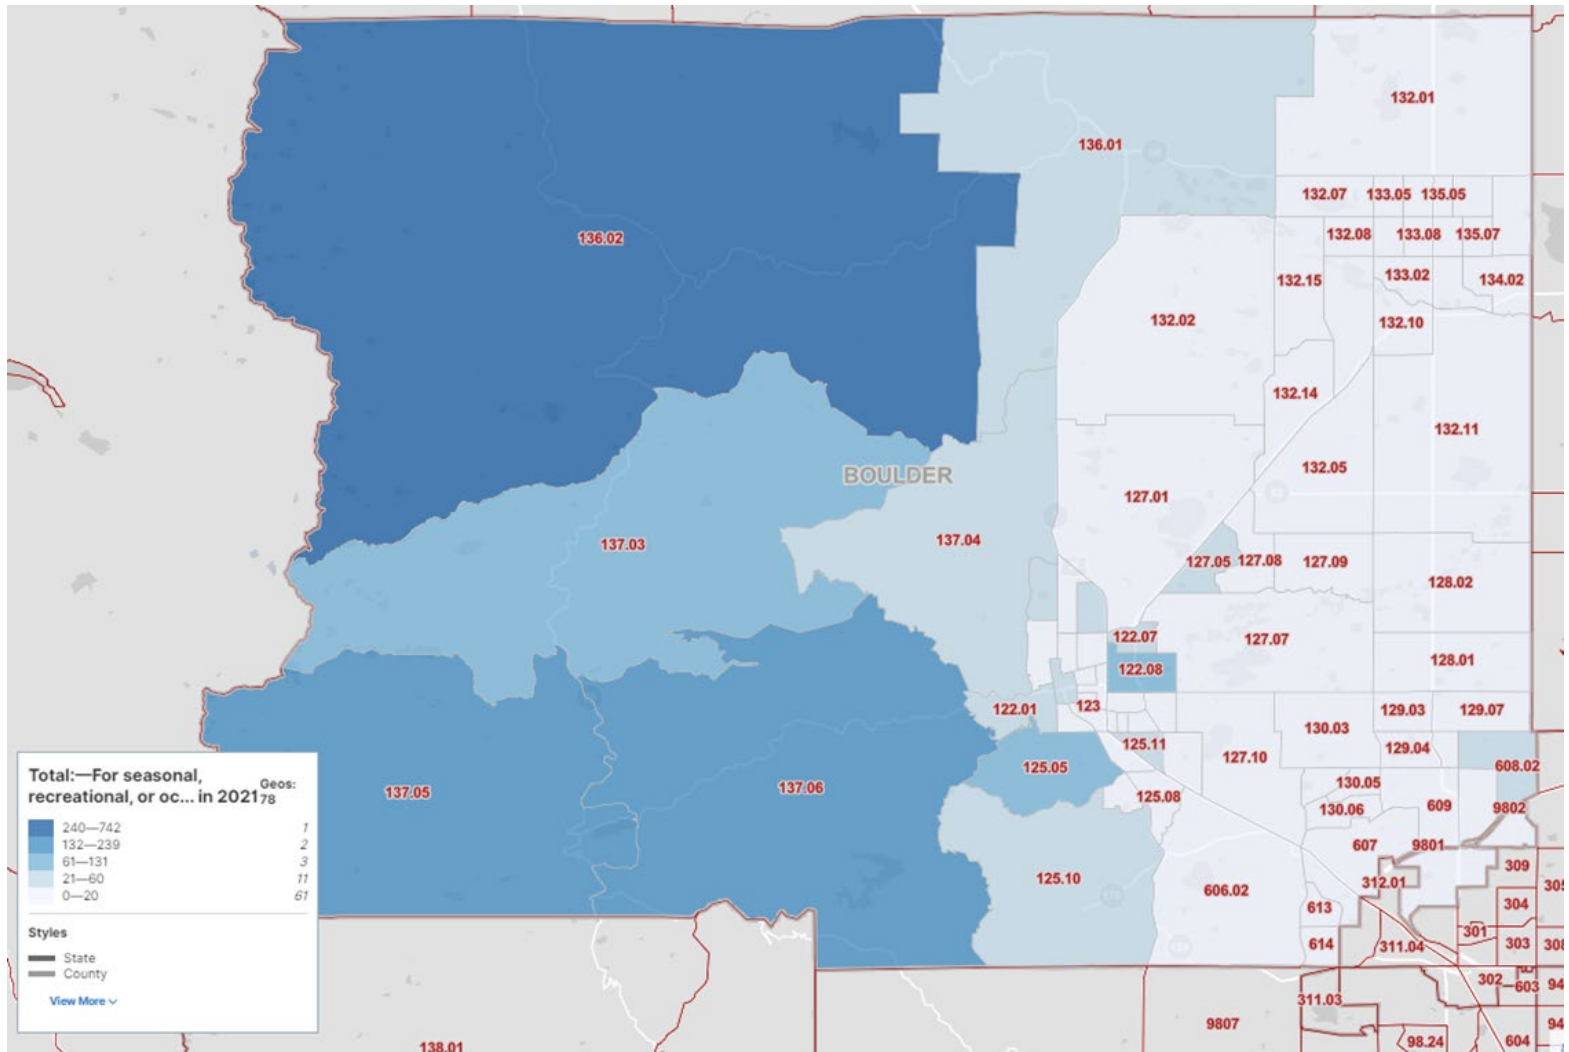 132.01
136.01
132.07 133.05 135.05
136.02
132.08 133.08 135.07
132.15 133.02 134.02
132.02 132.10
132.14
132.11
132.05
BOULDER
127.01
137.03 137.04
127.05 127.08 127.09
128.02
122.07 127.07
122.08 128.01
122.01 123 129.03 129.07
130.03
125.11 129.04
125.05 127.10 608.02
137.05 137.06 125.08 130.05
130.06 609 9802
607 9801
309
125.10 312.01 305
606.02 613 304
301
614 311.04 303 308
302 603 94
311.03
9807 94
138.01 98.24 604
Total:—For seasonal,
recreational, or oc... in 2021 Geos:
78
240—742 1
132—239 2
61—131 3
21—60 11
0—20 61
Styles
State
County
View More